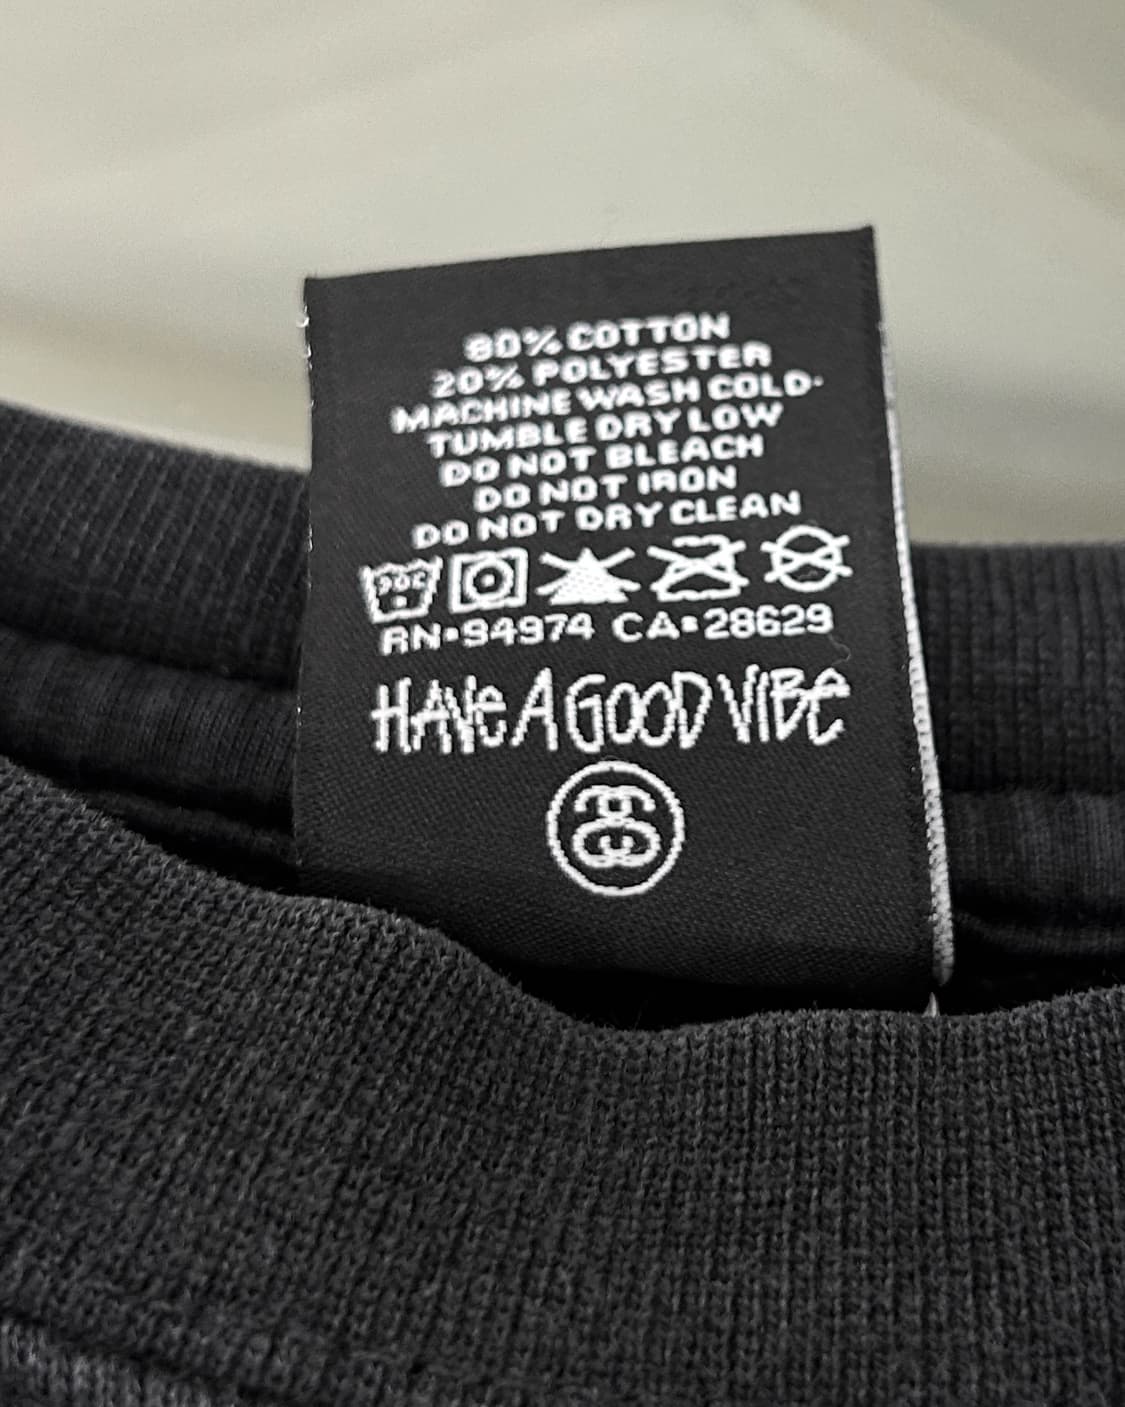 80% COTTON
20% POLYESTER
MACHINE WASH COLD
TUMBLE DRY LOW
DO NOT BLEACH
DO NOT IRON
DO NOT DRY CLEAN
30C
RN•94974 CA•28629
HAVE A GOOD VIBE